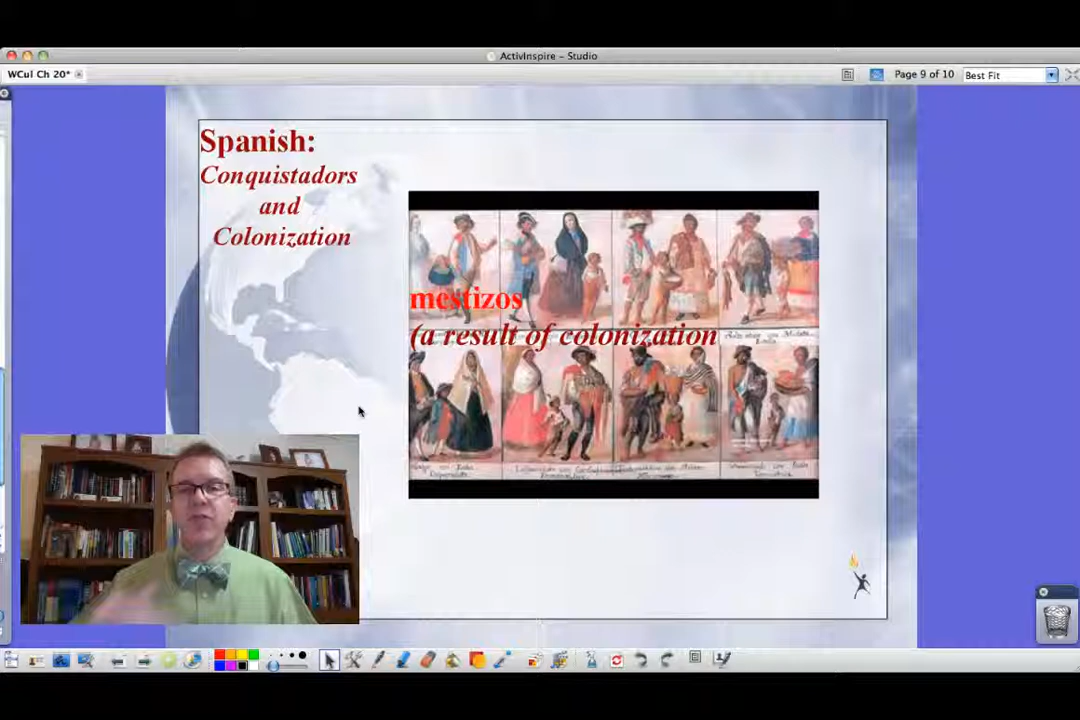 ActivInspire – Studio
WCul Ch 20*
Page 9 of 10
Best Fit
Spanish:
Conquistadors
and
Colonization
mestizos
(a result of colonization